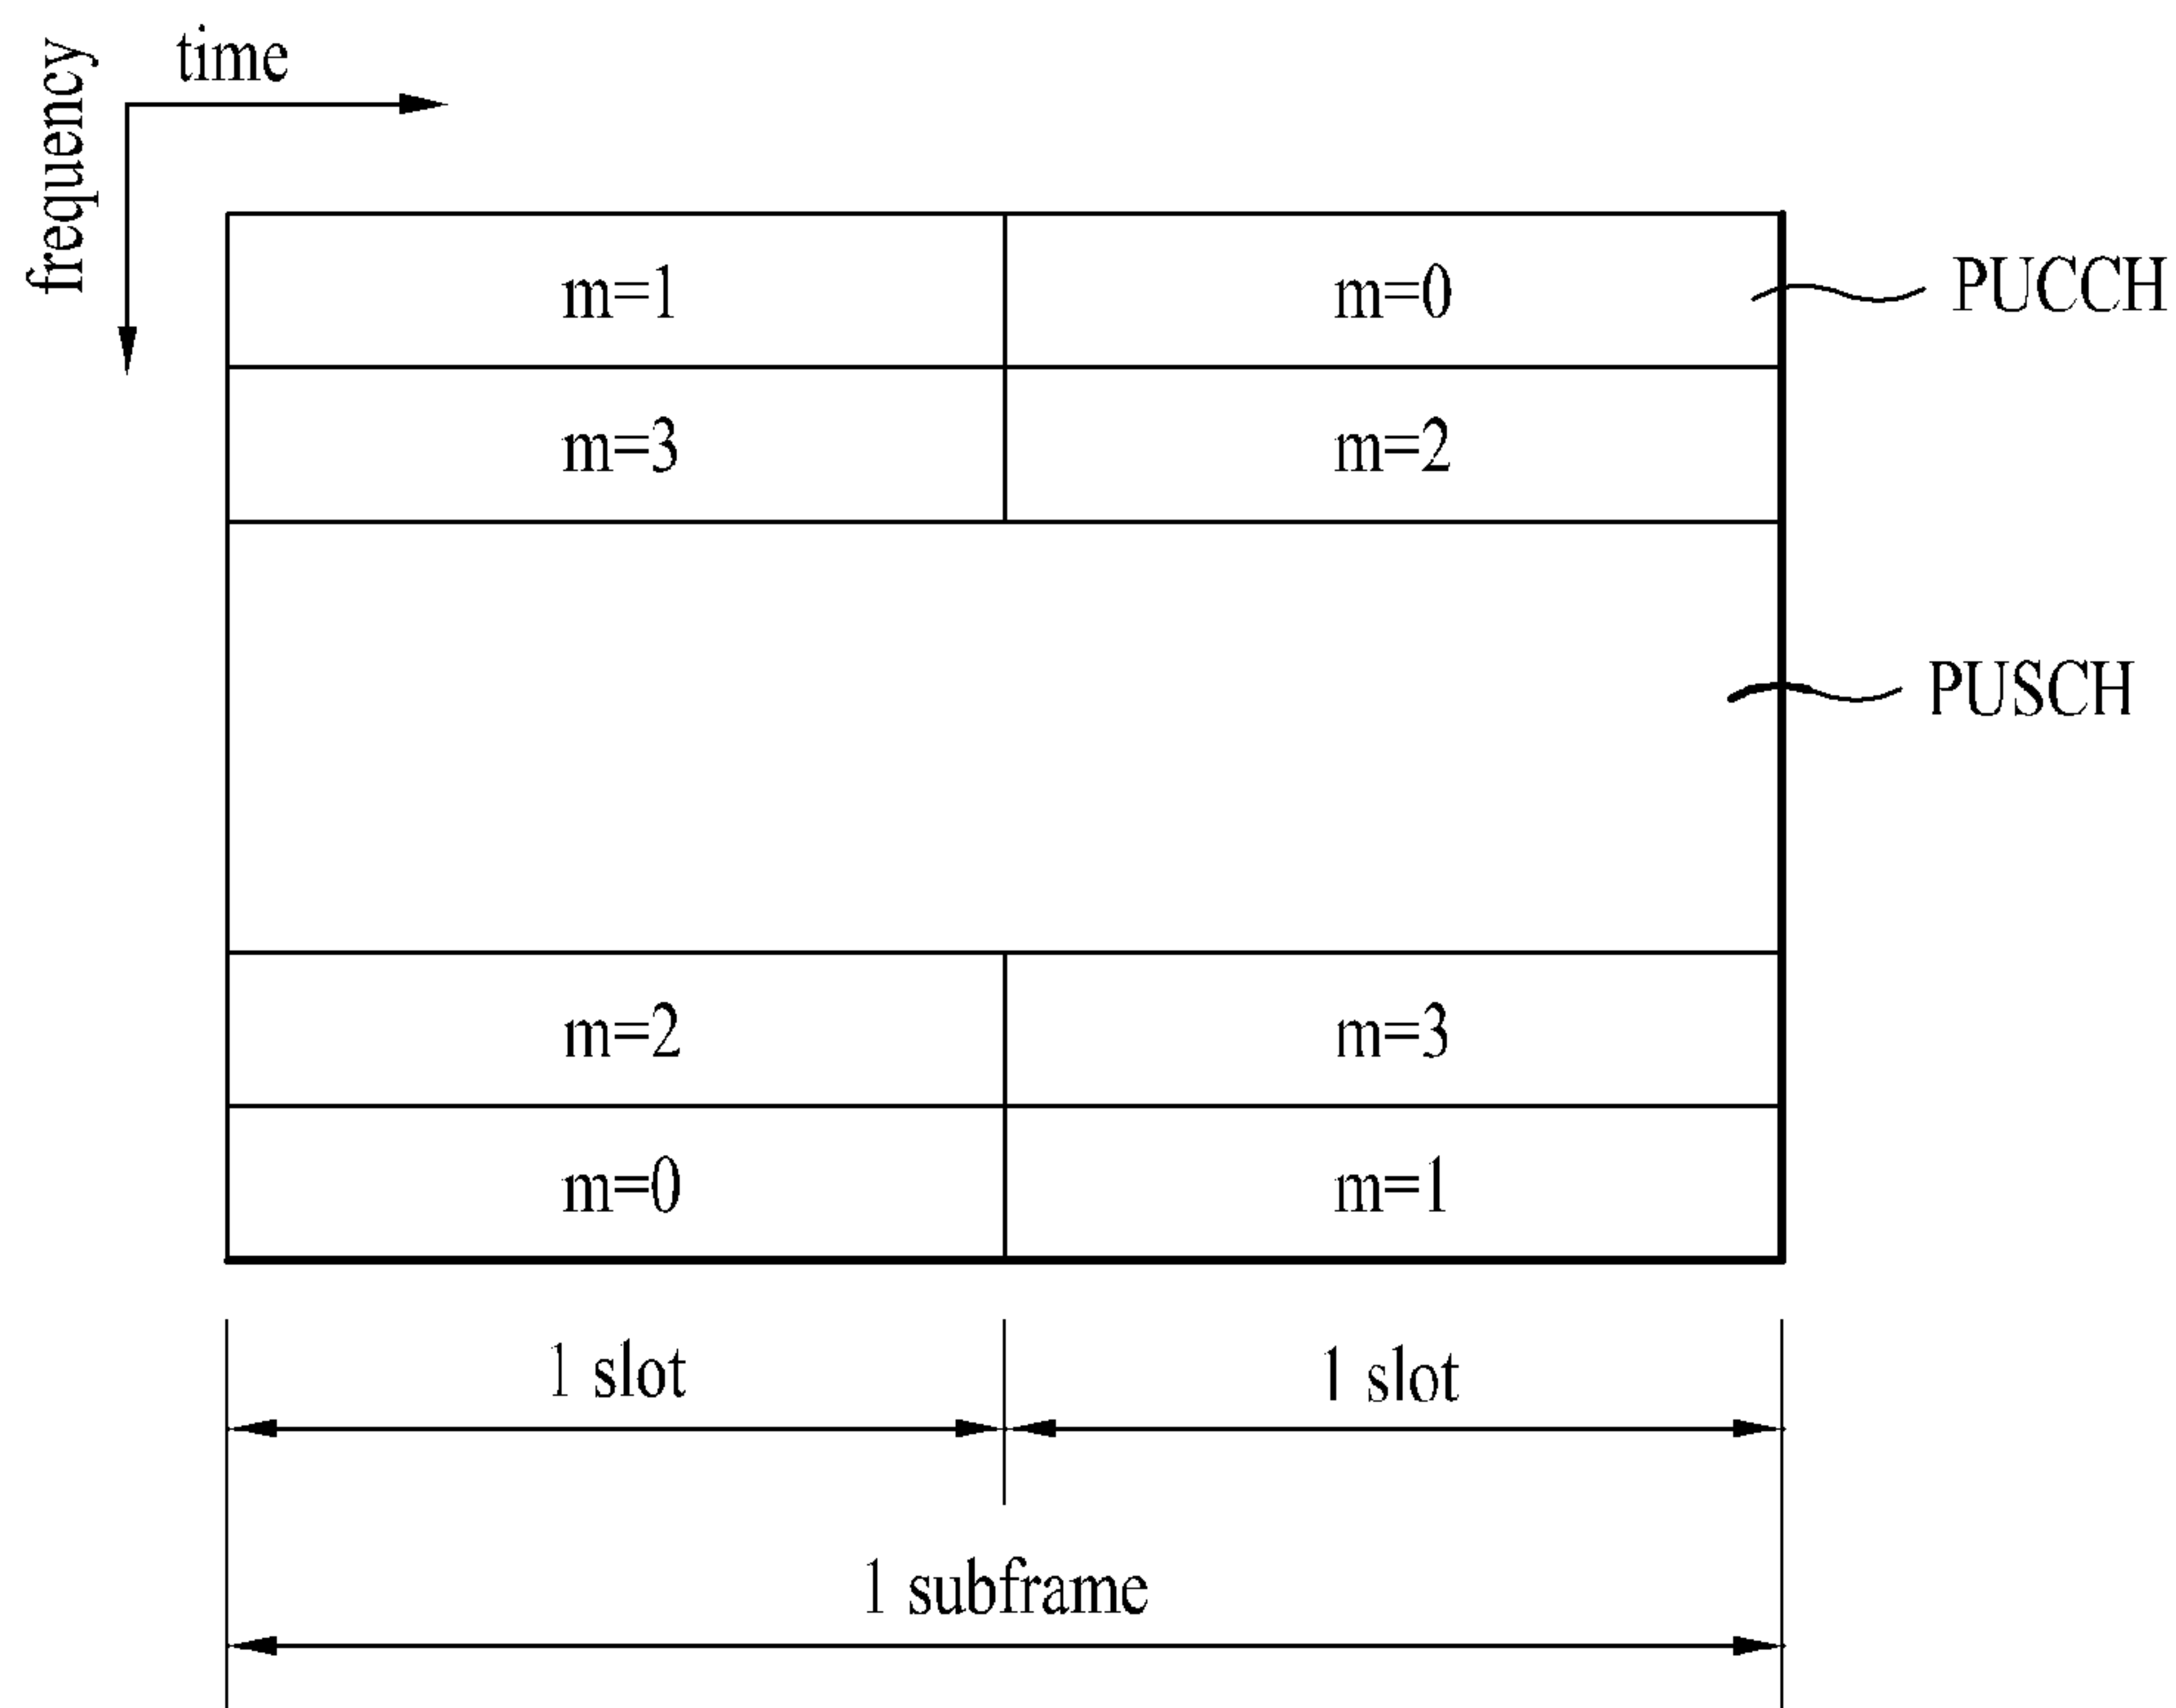 time
frequency
m=1
m=0
PUCCH
m=3
m=2
PUSCH
m=2
m=3
m=0
m=1
1 slot
1 slot
1 subframe